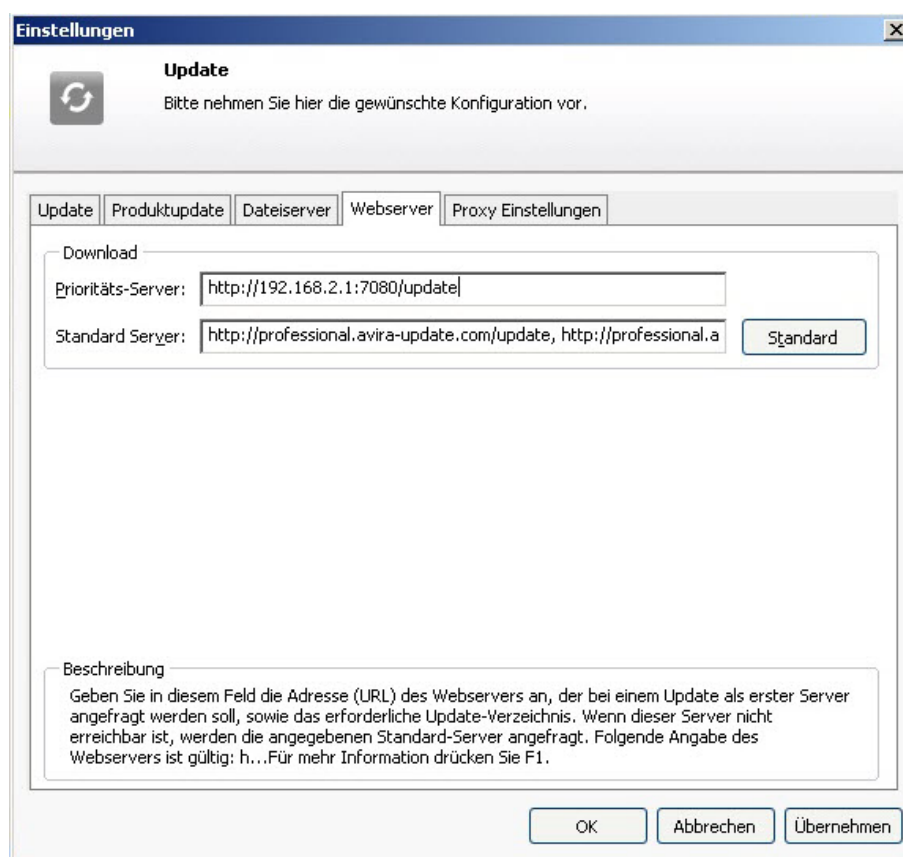 Einstellungen
Update
Bitte nehmen Sie hier die gewünschte Konfiguration vor.
Update Produktupdate Dateiserver Webserver Proxy Einstellungen
Download
Prioritäts-Server: http://192.168.2.1:7080/update
Standard Server: http://professional.avira-update.com/update, http://professional.a Standard
Beschreibung
Geben Sie in diesem Feld die Adresse (URL) des Webservers an, der bei einem Update als erster Server
angefragt werden soll, sowie das erforderliche Update-Verzeichnis. Wenn dieser Server nicht
erreichbar ist, werden die angegebenen Standard-Server angefragt. Folgende Angabe des
Webservers ist gültig: h...Für mehr Information drücken Sie F1.
OK Abbrechen Übernehmen